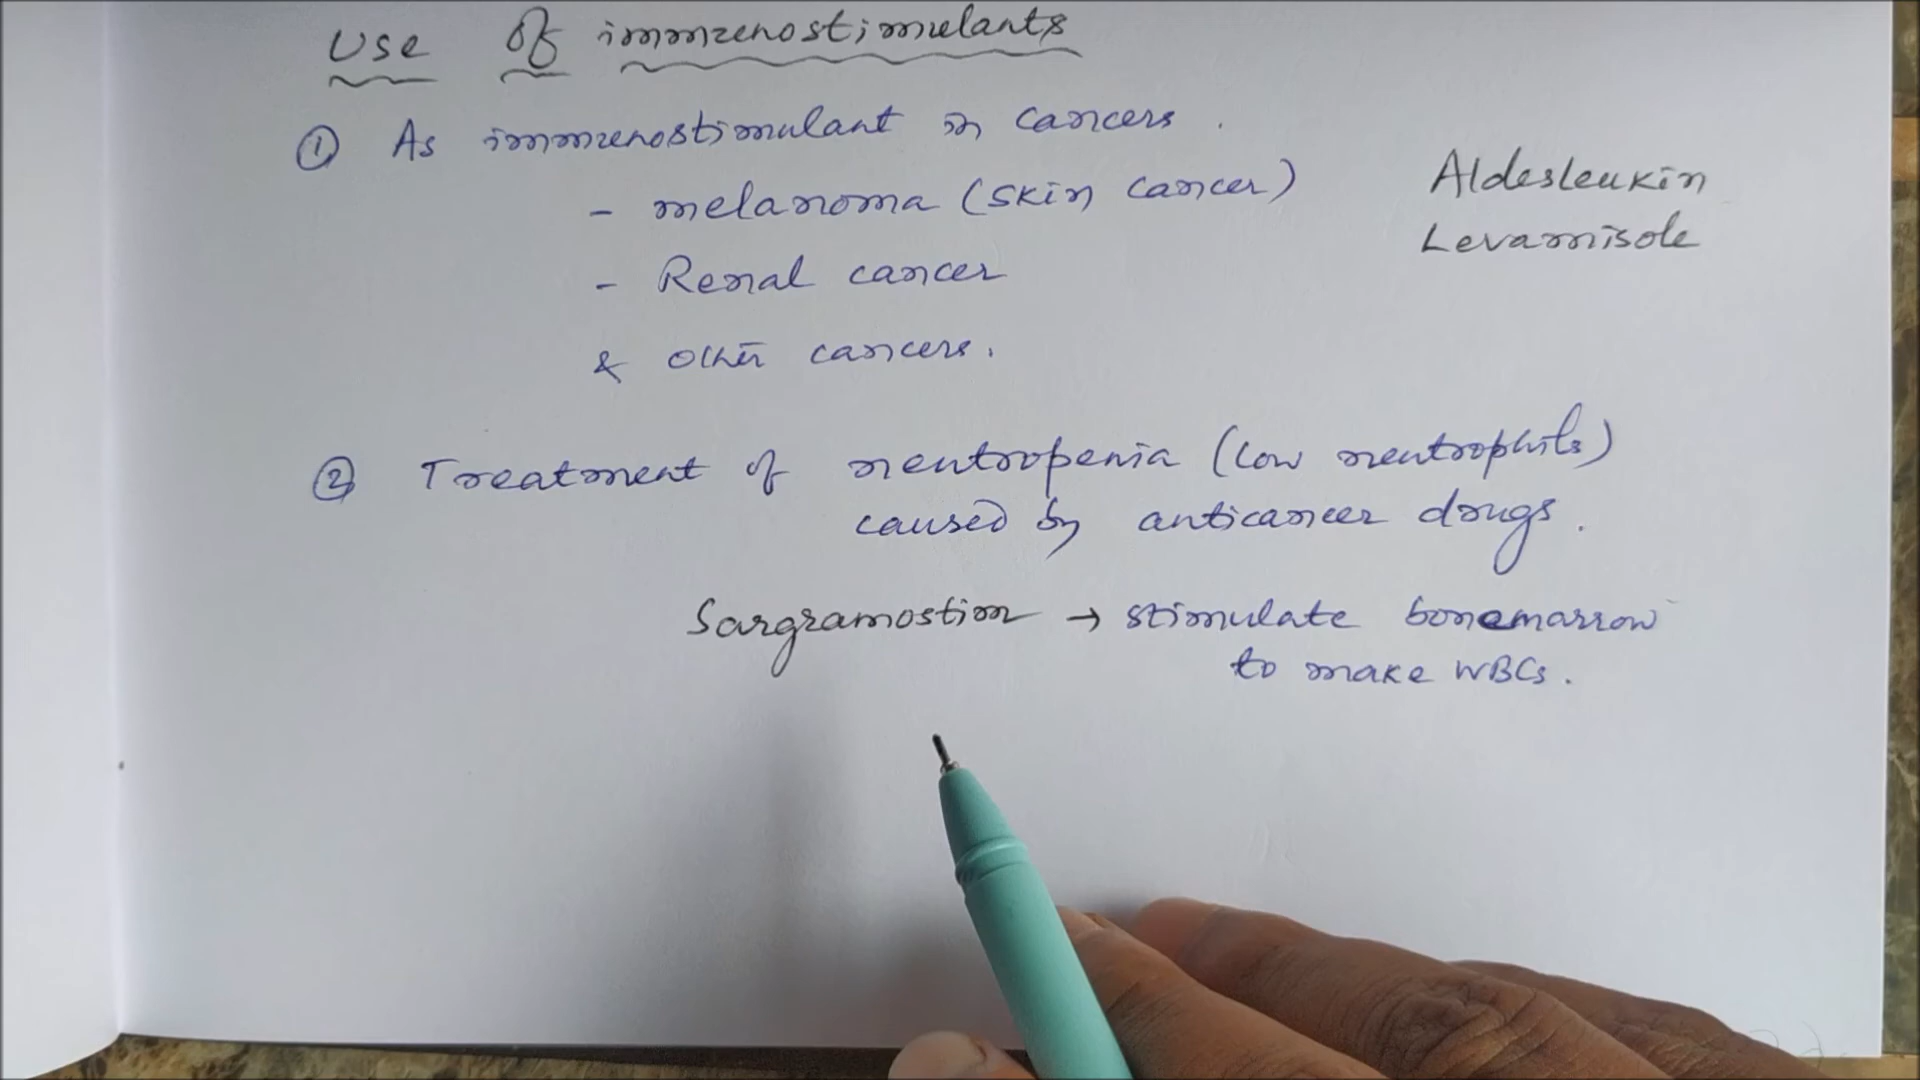 Use Of immunostimulants
① As immunostimulant in cancers.
- melanoma (skin cancer)
Aldesleukin
Levamisole
- Renal cancer
& other cancers.
② Treatment of neutropenia (low neutrophils)
caused by anticancer drugs.
Sargramostim → stimulate bonemarrow
to make WBCs.